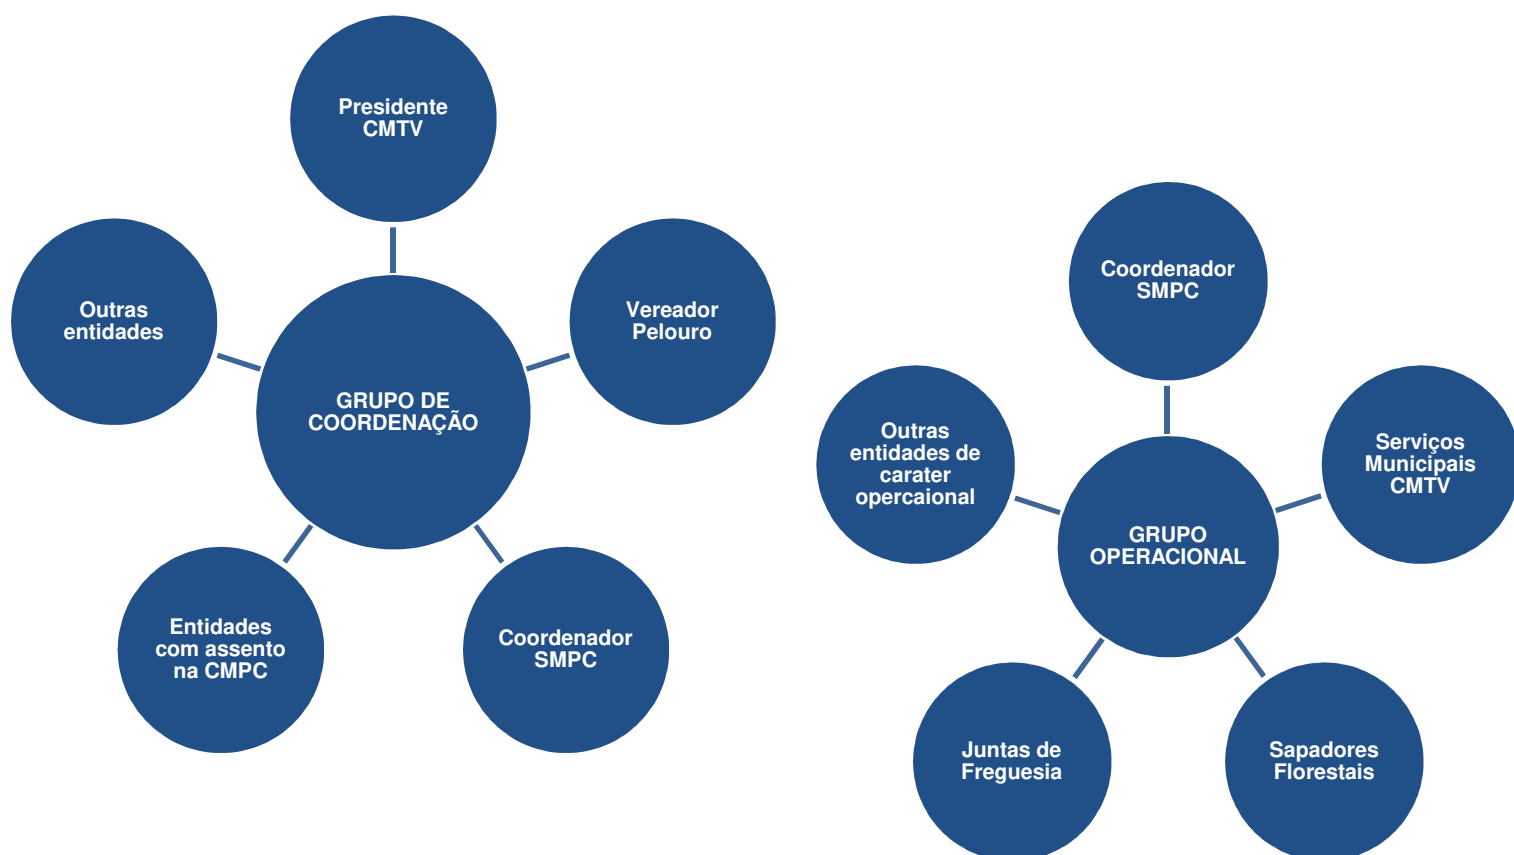 Presidente
CMTV
Outras
entidades
Vereador
Pelouro
GRUPO DE
COORDENAÇÃO
Entidades
com assento
na CMPC
Coordenador
SMPC
Coordenador
SMPC
Outras
entidades de
carater
opercaional
Serviços
Municipais
CMTV
GRUPO
OPERACIONAL
Juntas de
Freguesia
Sapadores
Florestais